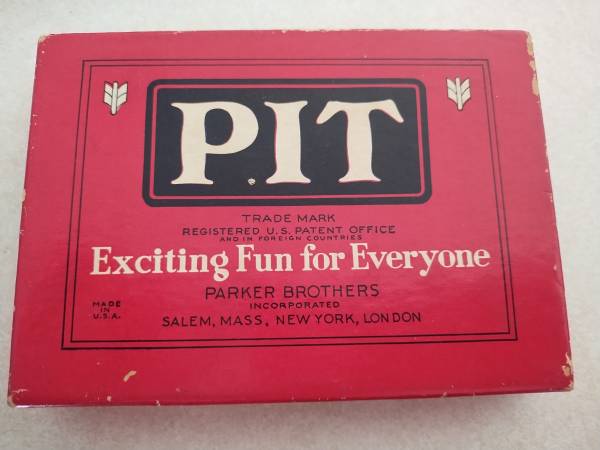 PIT
TRADE MARK
REGISTERED U.S. PATENT OFFICE
AND IN FOREIGN COUNTRIES
Exciting Fun for Everyone
PARKER BROTHERS
INCORPORATED
SALEM, MASS, NEW YORK, LONDON
MADE
IN
U.S.A.